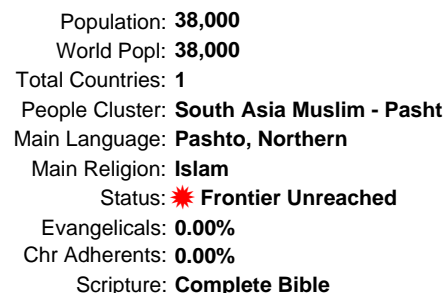 Population: 38,000
World Popl: 38,000
Total Countries: 1
People Cluster: South Asia Muslim - Pasht
Main Language: Pashto, Northern
Main Religion: Islam
Status: Frontier Unreached
Evangelicals: 0.00%
Chr Adherents: 0.00%
Scripture: Complete Bible